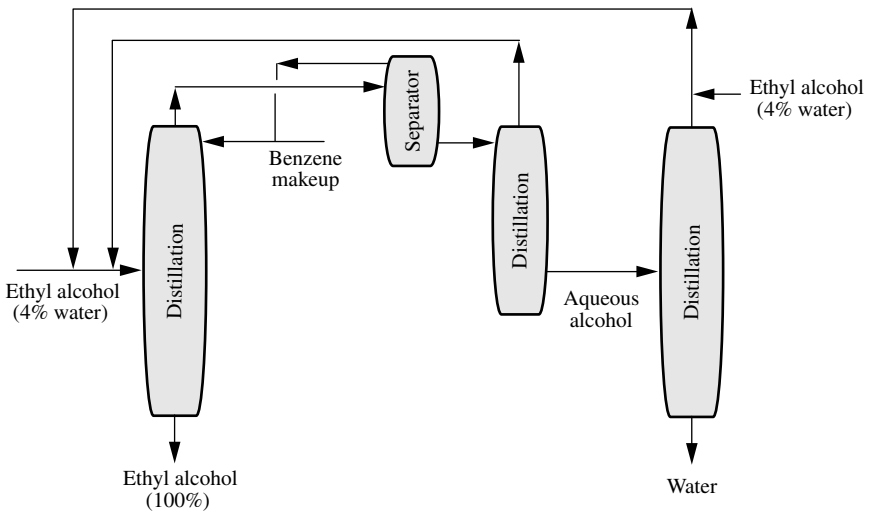 Separator
Ethyl alcohol
(4% water)
Benzene
makeup
Distillation
Distillation
Distillation
Ethyl alcohol
(4% water)
Aqueous
alcohol
Ethyl alcohol
(100%)
Water